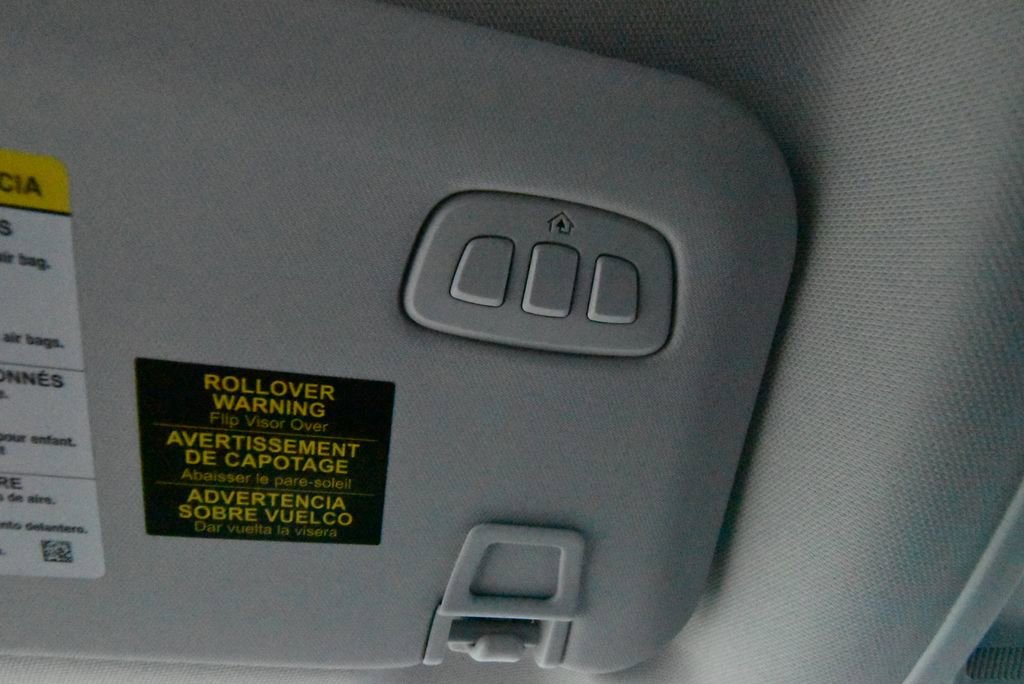 CIA
S
air bag.
air bags.
ONNÉS
pour enfant.
RE
s de aire.
nto delantero.
ROLLOVER
WARNING
Flip Visor Over
AVERTISSEMENT
DE CAPOTAGE
Abaisser le pare-soleil
ADVERTENCIA
SOBRE VUELCO
Dar vuelta la visera